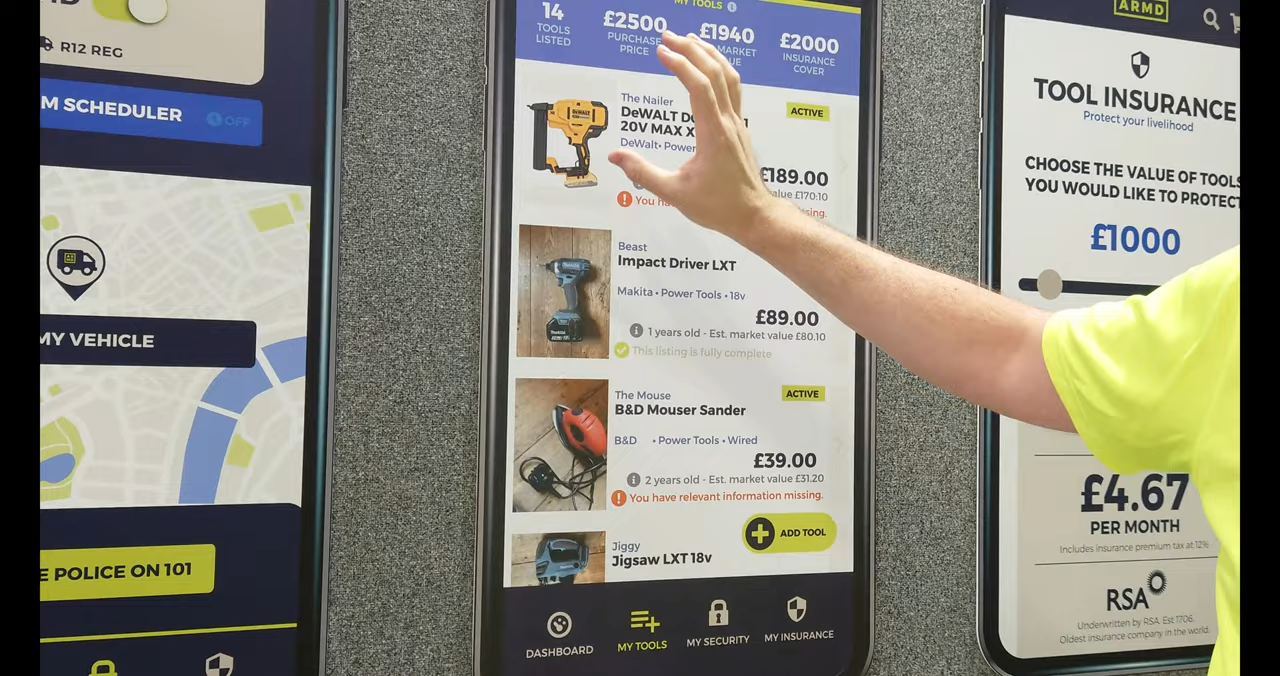 R12 REG
M SCHEDULER
OFF
MY VEHICLE
E POLICE ON 101
MY TOOLS
14
TOOLS
LISTED
£2500
PURCHASE
PRICE
£1940
MARKET
£2000
INSURANCE
COVER
The Nailer
DeWALT
20V MAX X
DeWalt • Power
ACTIVE
£189.00
value £170.10
You ha
sing.
Beast
Impact Driver LXT
Makita • Power Tools • 18v
£89.00
1 years old - Est. market value £80.10
This listing is fully complete
The Mouse
B&D Mouser Sander
ACTIVE
B&D • Power Tools • Wired
£39.00
2 years old - Est. market value £31.20
You have relevant information missing.
Jiggy
Jigsaw LXT 18v
ADD TOOL
DASHBOARD
MY TOOLS
MY SECURITY
MY INSURANCE
ARMD
TOOL INSURANCE
Protect your livelihood
CHOOSE THE VALUE OF TOOLS
YOU WOULD LIKE TO PROTECT
£1000
£4.67
PER MONTH
Includes insurance premium tax at 12%
RSA
Underwritten by RSA. Est 1706.
Oldest insurance company in the world.